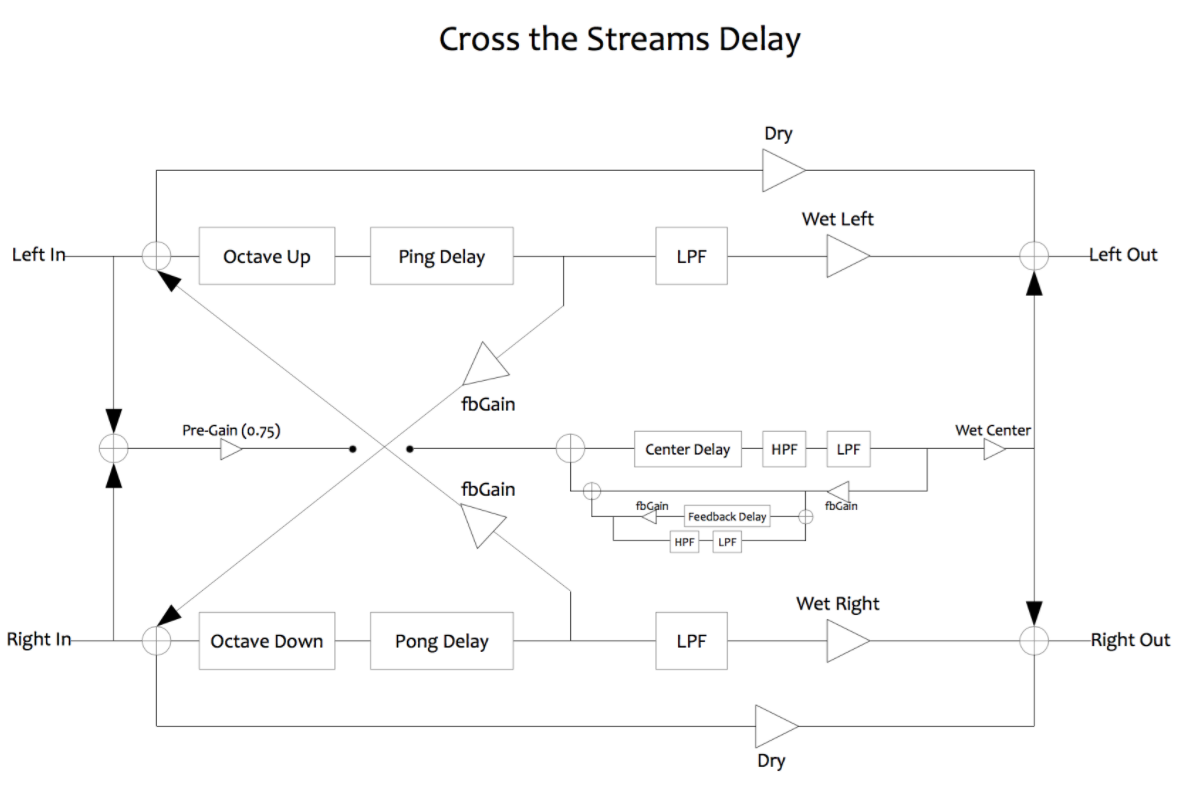 Cross the Streams Delay
Dry
Wet Left
Left In
Octave Up
Ping Delay
LPF
Left Out
fbGain
Pre-Gain (0.75)
Wet Center
Center Delay
HPF
LPF
fbGain
fbGain
Feedback Delay
fbGain
HPF
LPF
Wet Right
Right In
Octave Down
Pong Delay
LPF
Right Out
Dry